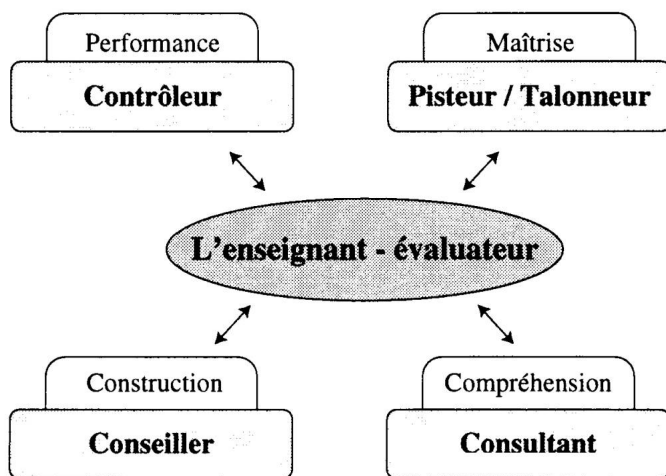 Performance
Contrôleur
Maîtrise
Pisteur / Talonneur
L'enseignant - évaluateur
Construction
Conseiller
Compréhension
Consultant